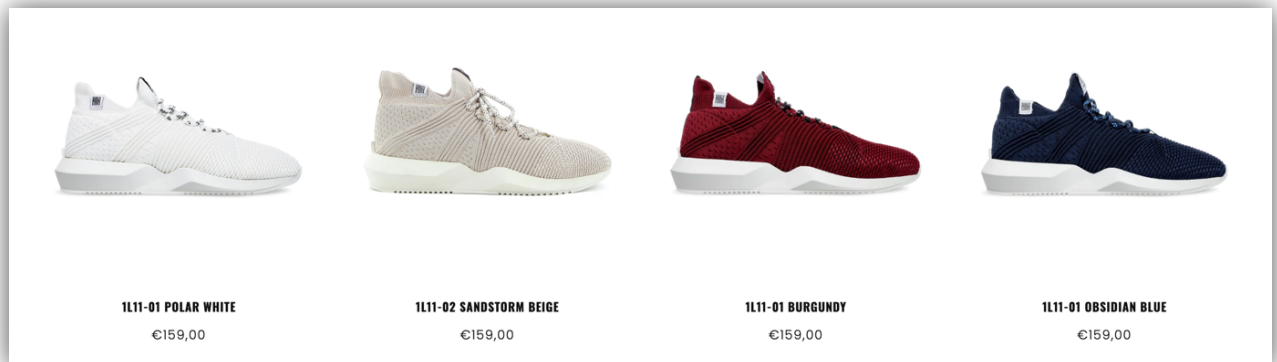 1L11-01 POLAR WHITE
€159,00
1L11-02 SANDSTORM BEIGE
€159,00
1L11-01 BURGUNDY
€159,00
1L11-01 OBSIDIAN BLUE
€159,00